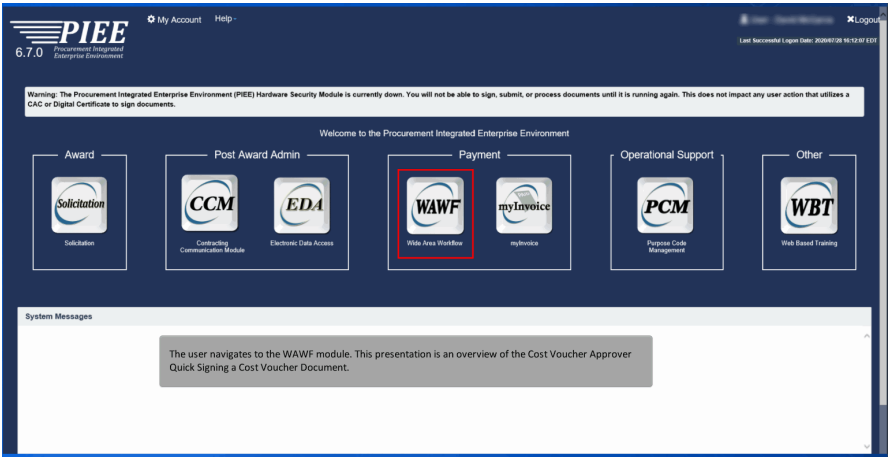 PIEE
6.7.0 Procurement Integrated
Enterprise Environment
My Account Help
User
Logout
Last Successful Logon Date: 2020/07/28 16:12:07 EDT
Warning: The Procurement Integrated Enterprise Environment (PIEE) Hardware Security Module is currently down. You will not be able to sign, submit, or process documents until it is running again. This does not impact any user action that utilizes a
CAC or Digital Certificate to sign documents.
Welcome to the Procurement Integrated Enterprise Environment
Award
Solicitation
Solicitation
Post Award Admin
CCM
Contracting
Communication Module
EDA
Electronic Data Access
Payment
WAWF
Wide Area Workflow
myInvoice
myInvoice
Operational Support
PCM
Purpose Code
Management
Other
WBT
Web Based Training
System Messages
The user navigates to the WAWF module. This presentation is an overview of the Cost Voucher Approver
Quick Signing a Cost Voucher Document.